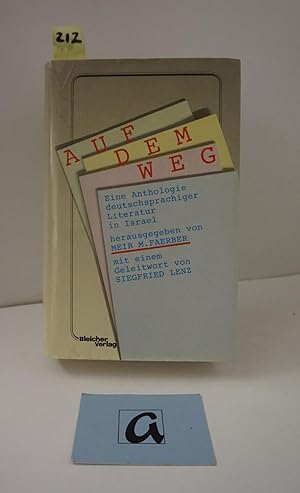 212
AUF
DEM
WEG
Eine Anthologie
deutschsprachiger
Literatur
in Israel
herausgegeben von
MEIR M.FAERBER
mit einem
Geleitwort von
SIEGFRIED LENZ
Bleicher
Verlag
a